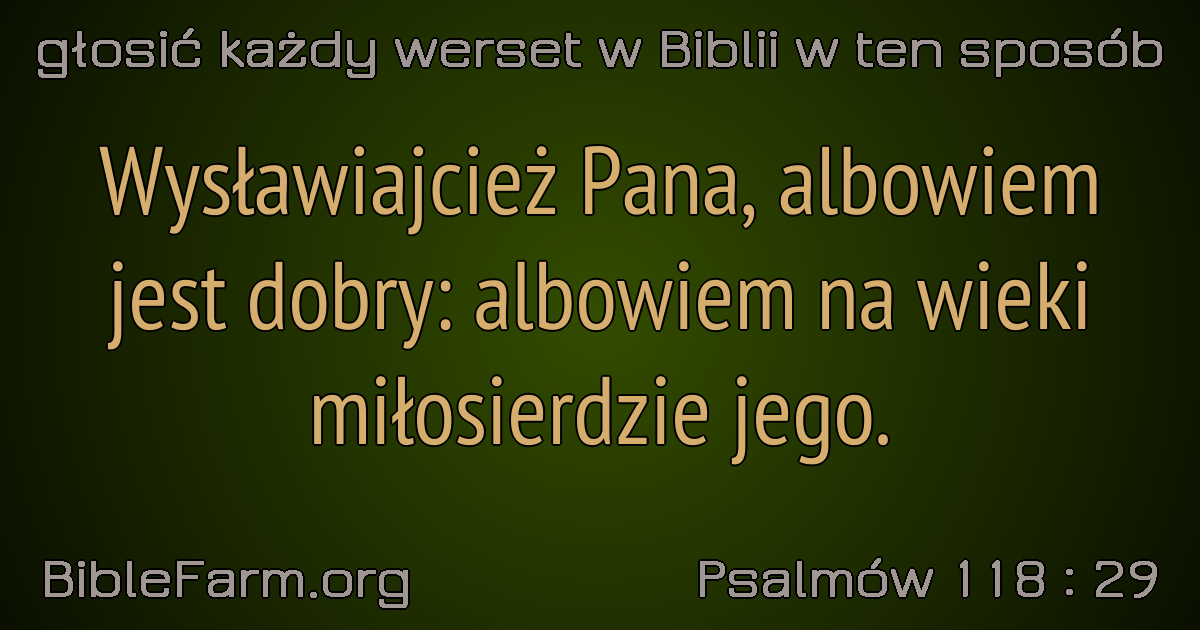 głosić każdy werset w Biblii w ten sposób
Wysławiajcież Pana, albowiem
jest dobry: albowiem na wieki
miłosierdzie jego.
BibleFarm.org
Psalmów 118 : 29